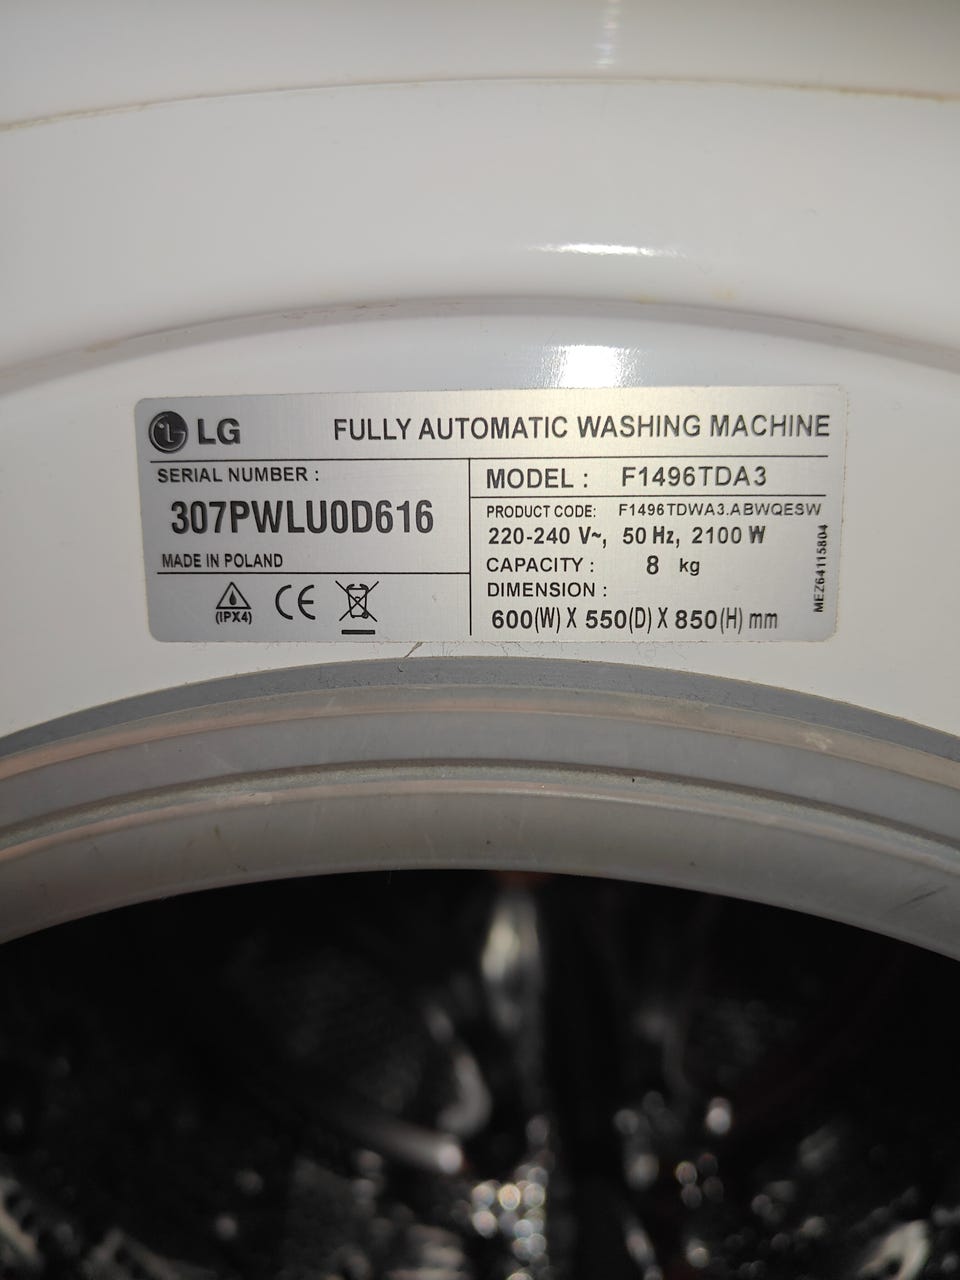 LG FULLY AUTOMATIC WASHING MACHINE
SERIAL NUMBER :
307PWLU0D616
MADE IN POLAND
(IPX4) CE
MODEL : F1496TDA3
PRODUCT CODE: F1496TDWA3.ABWQESW
220-240 V~, 50 Hz, 2100 W
CAPACITY : 8 kg
DIMENSION :
600(W) X 550(D) X 850(H) mm
MEZ64115804